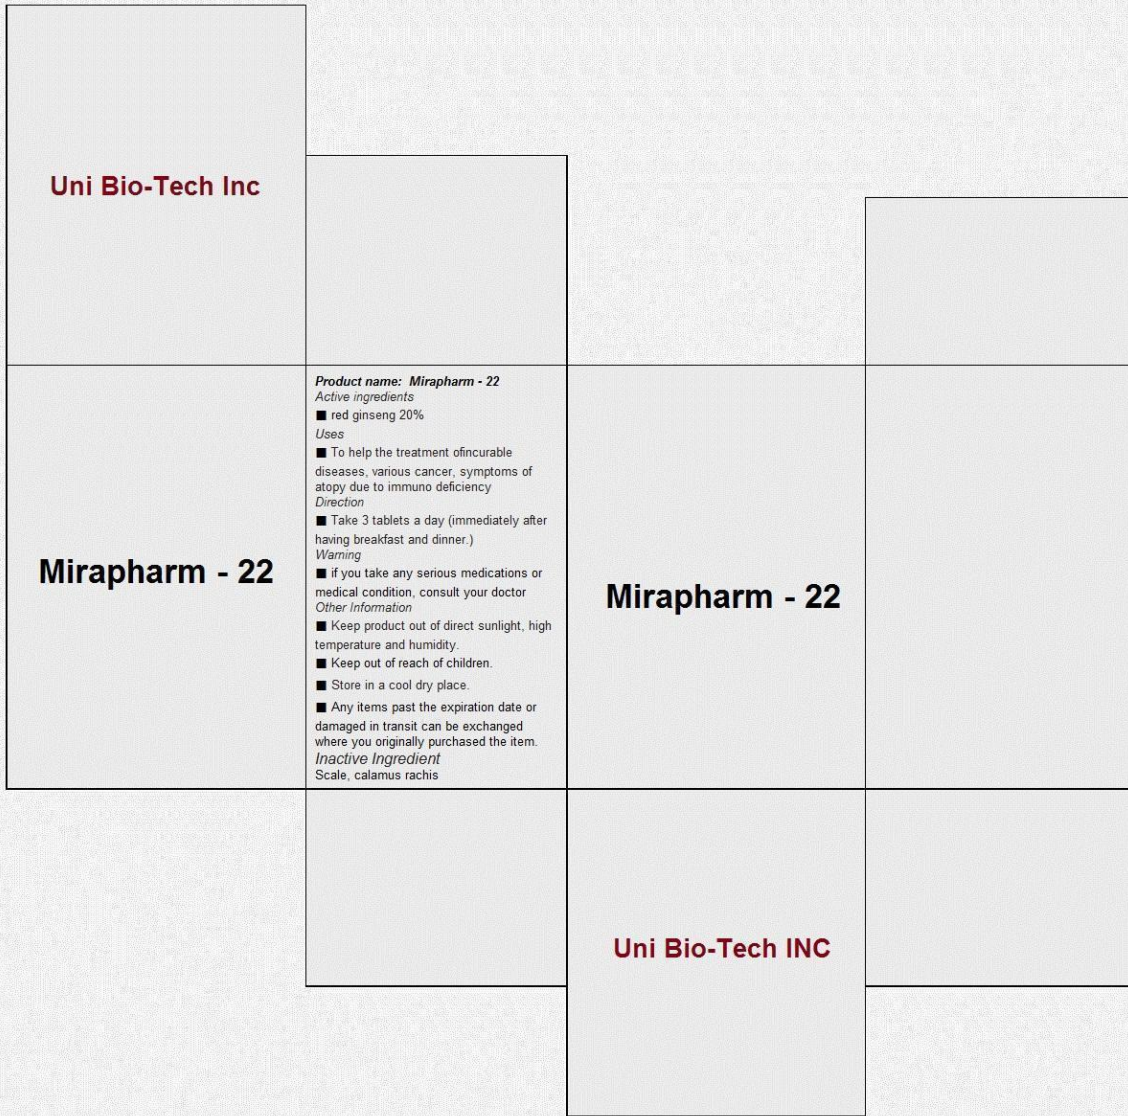 Uni Bio-Tech Inc
Mirapharm - 22
Product name: Mirapharm - 22
Active ingredients
■ red ginseng 20%
Uses
■ To help the treatment ofincurable
diseases, various cancer, symptoms of
atopy due to immuno deficiency
Direction
■ Take 3 tablets a day (immediately after
having breakfast and dinner.)
Warning
■ if you take any serious medications or
medical condition, consult your doctor
Other Information
■ Keep product out of direct sunlight, high
temperature and humidity.
■ Keep out of reach of children.
■ Store in a cool dry place.
■ Any items past the expiration date or
damaged in transit can be exchanged
where you originally purchased the item.
Inactive Ingredient
Scale, calamus rachis
Mirapharm - 22
Uni Bio-Tech INC